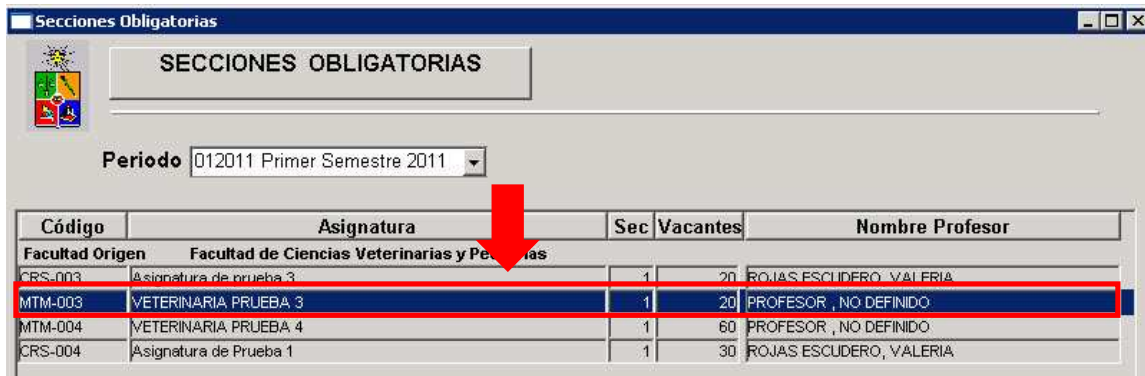 Secciones Obligatorias
SECCIONES OBLIGATORIAS
Periodo 012011 Primer Semestre 2011
Código Asignatura Sec Vacantes Nombre Profesor
Facultad Origen Facultad de Ciencias Veterinarias y
CRS-003 Asignatura de prueba 3 1 20 ROJAS ESCUDERO, VALERIA
MTM-003 VETERINARIA PRUEBA 3 1 20 PROFESOR , NO DEFINIDO
MTM-004 VETERINARIA PRUEBA 4 1 60 PROFESOR , NO DEFINIDO
CRS-004 Asignatura de Prueba 1 1 30 ROJAS ESCUDERO, VALERIA